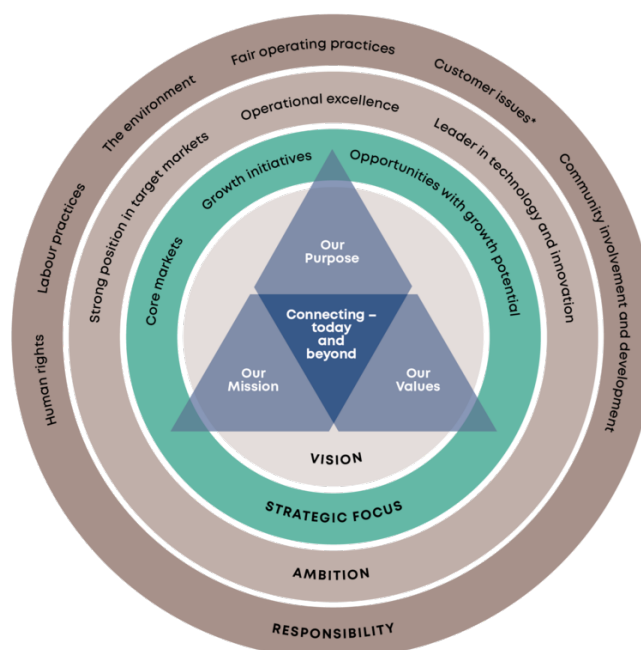 Human rights
Labour practices
The environment
Fair operating practices
Customer issues*
Community involvement and development
Strong position in target markets
Operational excellence
Leader in technology and innovation
Core markets
Growth initiatives
Opportunities with growth potential
Our
Purpose
Connecting –
today
and
beyond
Our
Mission
Our
Values
VISION
STRATEGIC FOCUS
AMBITION
RESPONSIBILITY